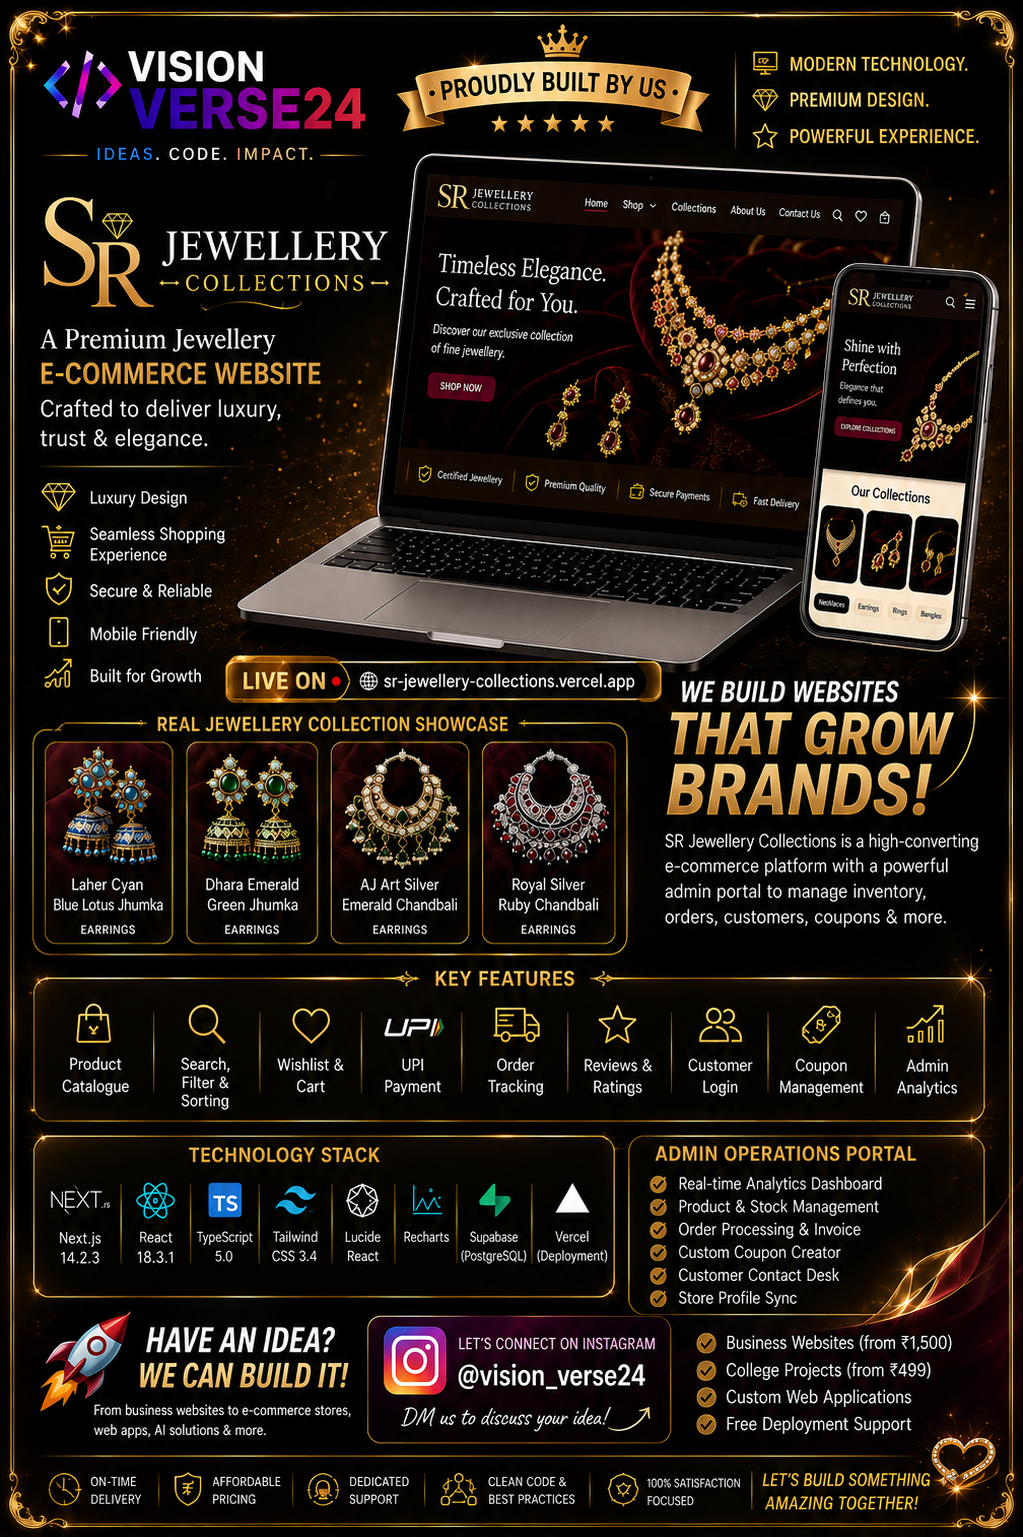 </> VISION
VERSE24
IDEAS. CODE. IMPACT.
• PROUDLY BUILT BY US •
MODERN TECHNOLOGY.
PREMIUM DESIGN.
POWERFUL EXPERIENCE.
SR JEWELLERY
COLLECTIONS
A Premium Jewellery
E-COMMERCE WEBSITE
Crafted to deliver luxury,
trust & elegance.
Luxury Design
Seamless Shopping
Experience
Secure & Reliable
Mobile Friendly
Built for Growth
SR JEWELLERY
COLLECTIONS
Home Shop Collections About Us Contact Us
Timeless Elegance.
Crafted for You.
Discover our exclusive collection
of fine jewellery.
SHOP NOW
Certified Jewellery Premium Quality Secure Payments Fast Delivery
SR JEWELLERY
COLLECTIONS
Shine with
Perfection
Elegance that
defines you.
EXPLORE COLLECTIONS
Our Collections
Necklaces Earrings Rings Bangles
LIVE ON sr-jewellery-collections.vercel.app
WE BUILD WEBSITES
THAT GROW
BRANDS!
SR Jewellery Collections is a high-converting
e-commerce platform with a powerful
admin portal to manage inventory,
orders, customers, coupons & more.
REAL JEWELLERY COLLECTION SHOWCASE
Laher Cyan
Blue Lotus Jhumka
EARRINGS
Dhara Emerald
Green Jhumka
EARRINGS
AJ Art Silver
Emerald Chandbali
EARRINGS
Royal Silver
Ruby Chandbali
EARRINGS
KEY FEATURES
Product
Catalogue
Search,
Filter &
Sorting
Wishlist &
Cart
UPI
UPI
Payment
Order
Tracking
Reviews &
Ratings
Customer
Login
Coupon
Management
Admin
Analytics
TECHNOLOGY STACK
NEXT.JS
Next.js
14.2.3
React
18.3.1
TS
TypeScript
5.0
Tailwind
CSS 3.4
Lucide
React
Recharts
Supabase
(PostgreSQL)
Vercel
(Deployment)
ADMIN OPERATIONS PORTAL
Real-time Analytics Dashboard
Product & Stock Management
Order Processing & Invoice
Custom Coupon Creator
Customer Contact Desk
Store Profile Sync
HAVE AN IDEA?
WE CAN BUILD IT!
From business websites to e-commerce stores,
web apps, AI solutions & more.
LET'S CONNECT ON INSTAGRAM
@vision_verse24
DM us to discuss your idea!
Business Websites (from ₹1,500)
College Projects (from ₹499)
Custom Web Applications
Free Deployment Support
ON-TIME
DELIVERY
AFFORDABLE
PRICING
DEDICATED
SUPPORT
CLEAN CODE &
BEST PRACTICES
100% SATISFACTION
FOCUSED
LET'S BUILD SOMETHING
AMAZING TOGETHER!